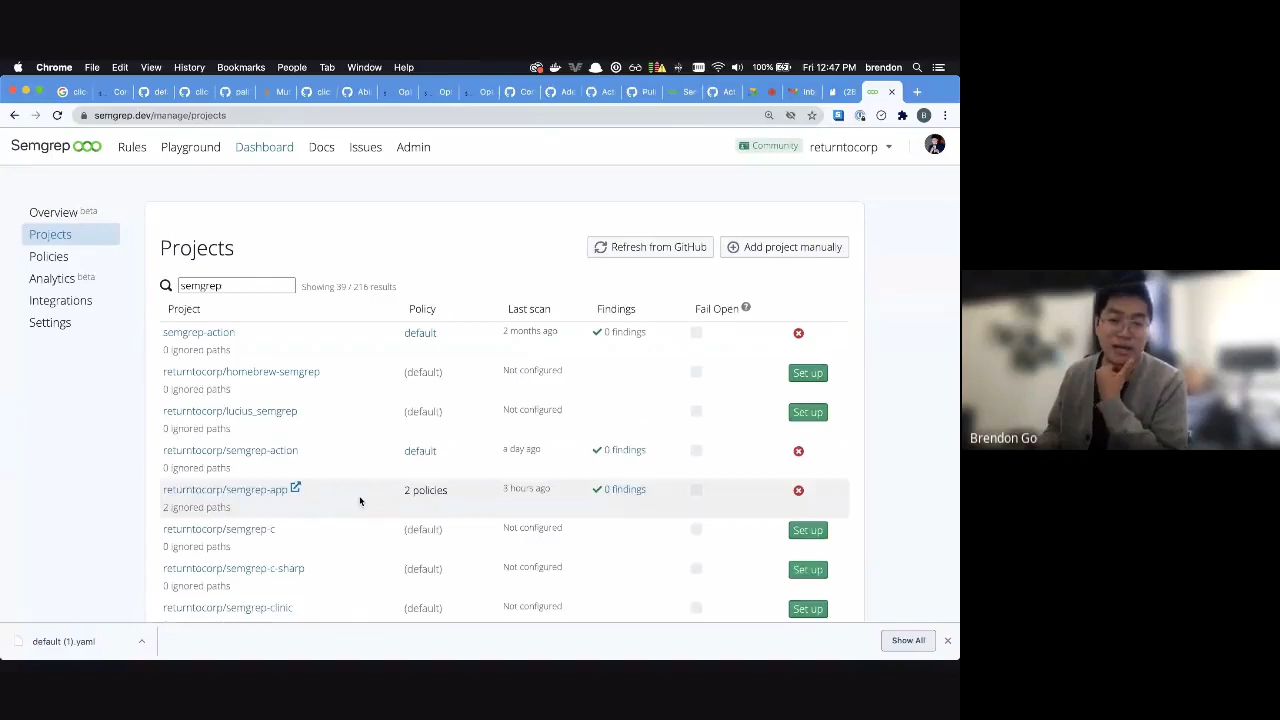 Chrome File Edit View History Bookmarks People Tab Window Help 100% Fri 12:47 PM brendon
semgrep.dev/manage/projects B
Semgrep Rules Playground Dashboard Docs Issues Admin Community returntocorp
Overview beta
Projects
Policies
Analytics beta
Integrations
Settings
Projects Refresh from GitHub Add project manually
semgrep Showing 39 / 216 results
Project Policy Last scan Findings Fail Open ?
semgrep-action default 2 months ago 0 findings
0 ignored paths
returntocorp/homebrew-semgrep (default) Not configured Set up
0 ignored paths
returntocorp/lucius_semgrep (default) Not configured Set up
0 ignored paths
returntocorp/semgrep-action default a day ago 0 findings
0 ignored paths
returntocorp/semgrep-app 2 policies 3 hours ago 0 findings
2 ignored paths
returntocorp/semgrep-c (default) Not configured Set up
0 ignored paths
returntocorp/semgrep-c-sharp (default) Not configured Set up
0 ignored paths
returntocorp/semgrep-clinic (default) Not configured Set up
default (1).yaml Show All
Brendon Go